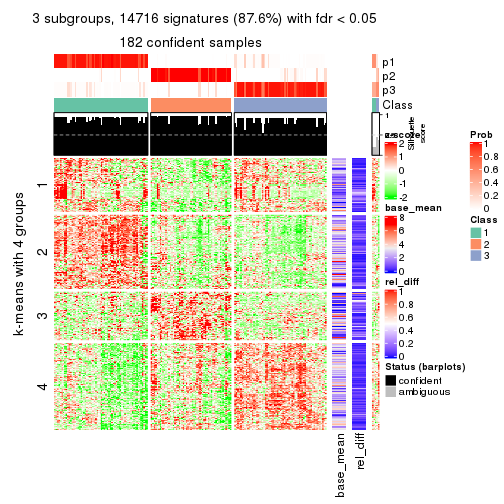 3 subgroups, 14716 signatures (87.6%) with fdr < 0.05
182 confident samples
p1
p2
p3
Class
1
0
Silhouette
score
k-means with 4 groups
1
2
3
4
base_mean
rel_diff
z-score
2
1
0
-1
-2
base_mean
8
6
4
2
0
rel_diff
1
0.8
0.6
0.4
0.2
0
Prob
1
0.8
0.6
0.4
0.2
0
Class
1
2
3
Status (barplots)
confident
ambiguous